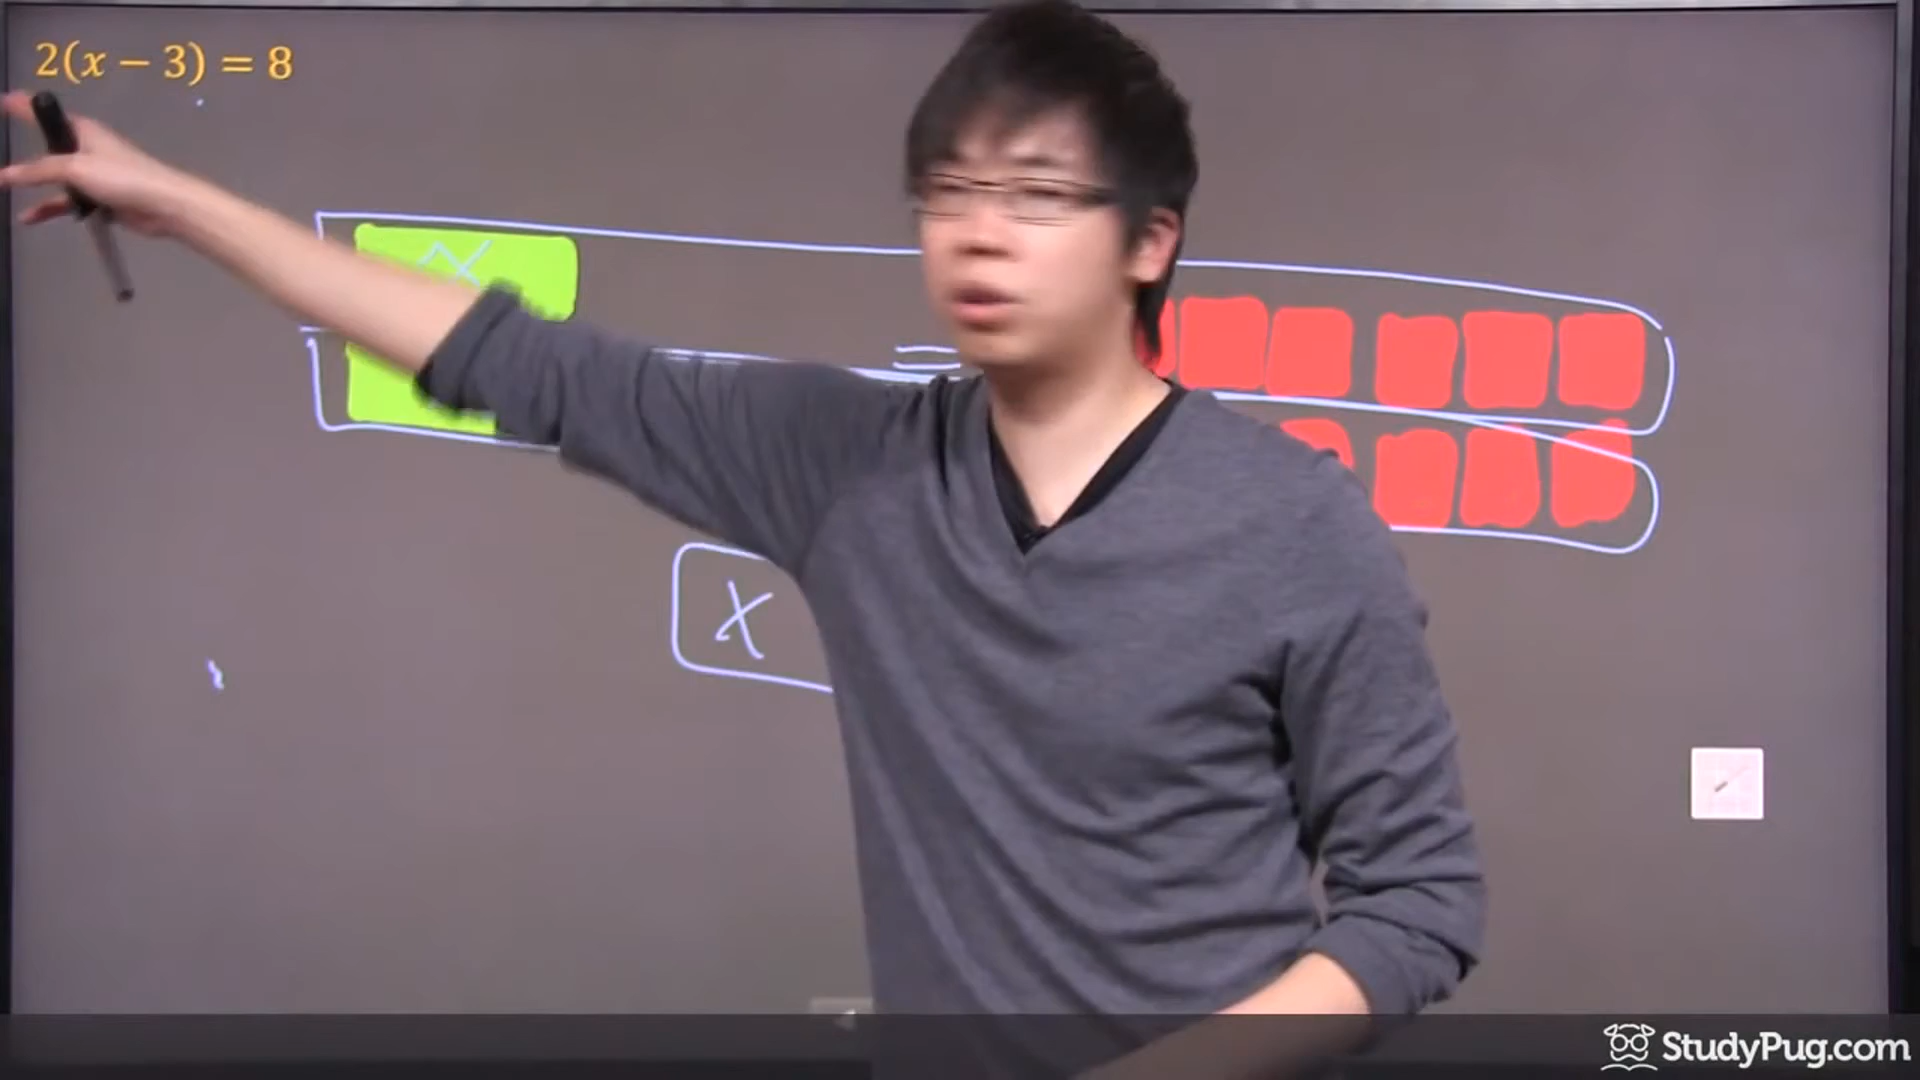 2(x − 3) = 8
x
=
x
StudyPug.com